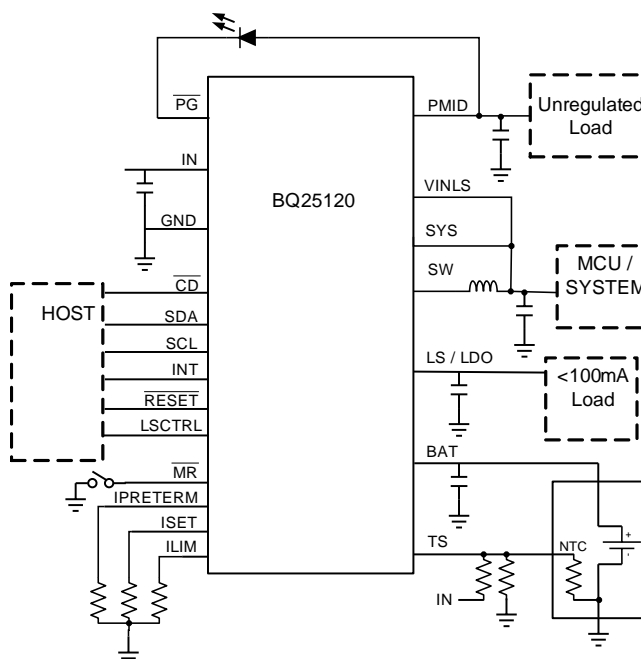 PG
IN
GND
CD
HOST
SDA
SCL
INT
RESET
LSCTRL
MR
IPRETERM
ISET
ILIM
BQ25120
PMID
Unregulated
Load
VINLS
SYS
SW
MCU /
SYSTEM
LS / LDO
<100mA
Load
BAT
TS
NTC
+
-
IN